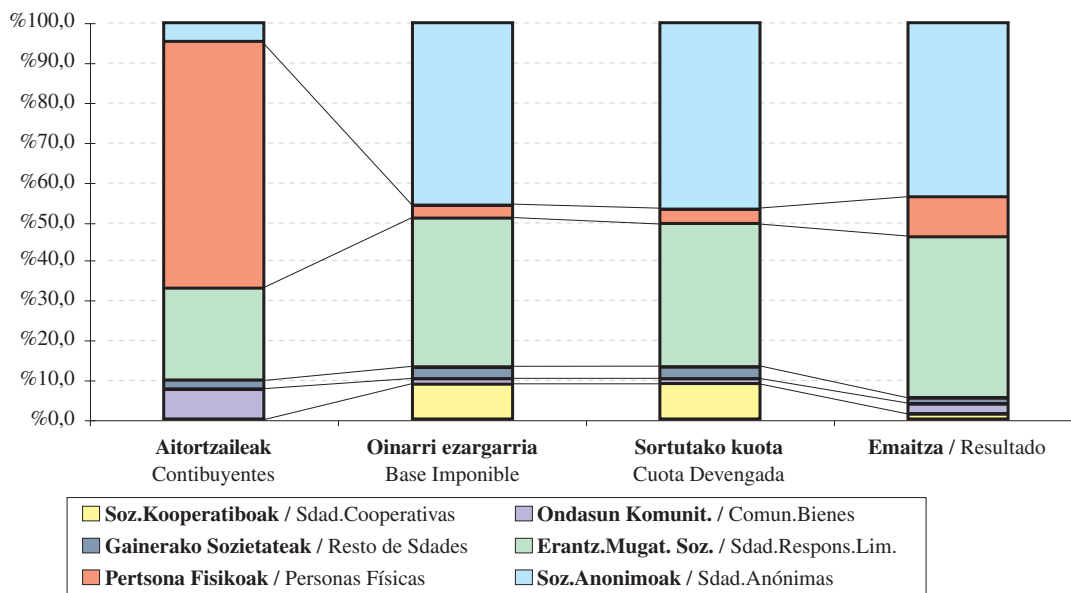 %100,0
%90,0
%80,0
%70,0
%60,0
%50,0
%40,0
%30,0
%20,0
%10,0
%0,0
Aitortzaileak
Contibuyentes
Oinarri ezargarria
Base Imponible
Sortutako kuota
Cuota Devengada
Emaitza / Resultado
Soz.Kooperatiboak / Sdad.Cooperativas
Ondasun Komunit. / Comun.Bienes
Gainerako Sozietateak / Resto de Sdades
Erantz.Mugat. Soz. / Sdad.Respons.Lim.
Pertsona Fisikoak / Personas Físicas
Soz.Anonimoak / Sdad.Anónimas